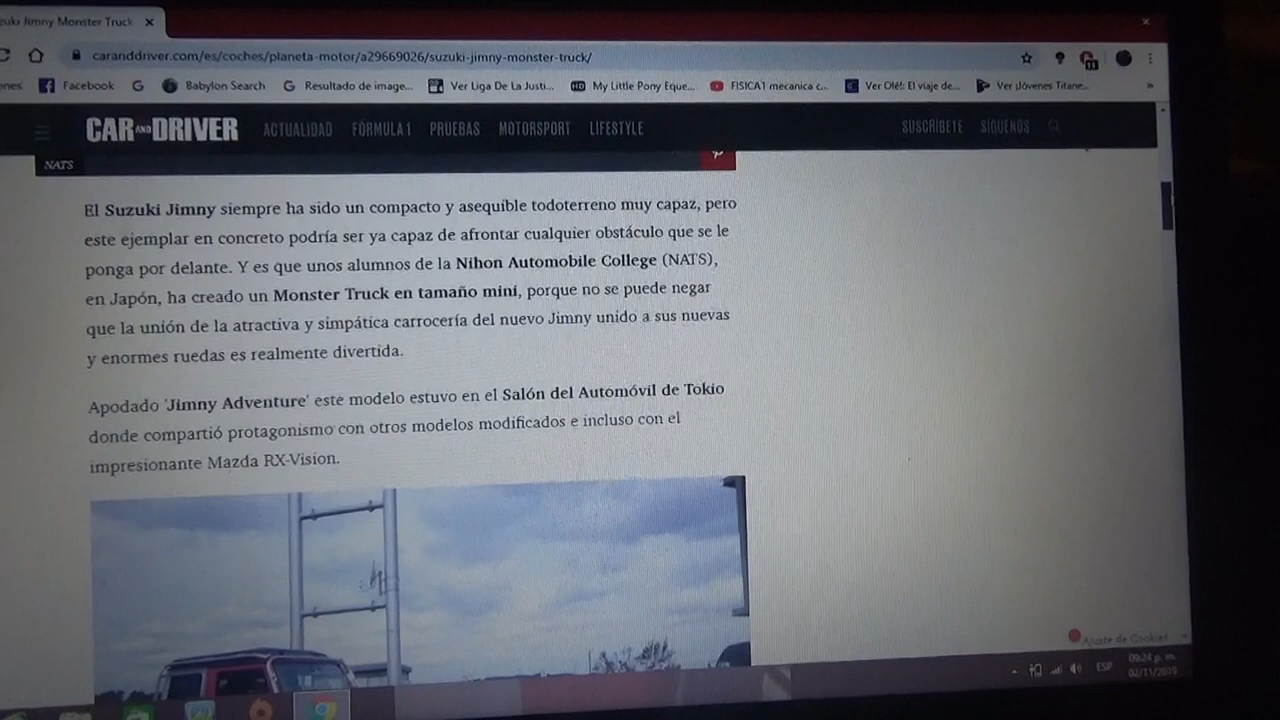 zuki Jimny Monster Truck
caranddriver.com/es/coches/planeta-motor/a29669026/suzuki-jimny-monster-truck/
nes Facebook G Babylon Search G Resultado de image... Ver Liga De La Justi... HD My Little Pony Eque... FISICA1 mecanica c... Ver Olé!: El viaje de... Ver ¡Jóvenes Titane... »
CAR AND DRIVER ACTUALIDAD FÓRMULA 1 PRUEBAS MOTORSPORT LIFESTYLE SUSCRÍBETE SÍGUENOS
NATS
El Suzuki Jimny siempre ha sido un compacto y asequible todoterreno muy capaz, pero
este ejemplar en concreto podría ser ya capaz de afrontar cualquier obstáculo que se le
ponga por delante. Y es que unos alumnos de la Nihon Automobile College (NATS),
en Japón, ha creado un Monster Truck en tamaño mini, porque no se puede negar
que la unión de la atractiva y simpática carrocería del nuevo Jimny unido a sus nuevas
y enormes ruedas es realmente divertida.
Apodado 'Jimny Adventure' este modelo estuvo en el Salón del Automóvil de Tokio
donde compartió protagonismo con otros modelos modificados e incluso con el
impresionante Mazda RX-Vision.
Ajuste de Cookies
ESP 09:24 p. m.
02/11/2019